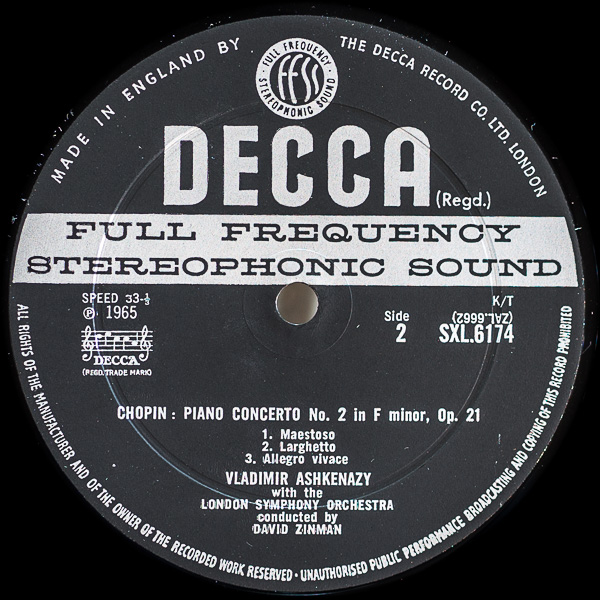 MADE IN ENGLAND BY
THE DECCA RECORD CO. LTD. LONDON
FULL FREQUENCY
FFSS
STEREOPHONIC SOUND
DECCA (Regd.)
FULL FREQUENCY
STEREOPHONIC SOUND
SPEED 33-⅓
℗ 1965
DECCA
(REGD. TRADE MARK)
K/T
Side (ZAL.6662)
2 SXL.6174
CHOPIN : PIANO CONCERTO No. 2 in F minor, Op. 21
1. Maestoso
2. Larghetto
3. Allegro vivace
VLADIMIR ASHKENAZY
with the
LONDON SYMPHONY ORCHESTRA
conducted by
DAVID ZINMAN
ALL RIGHTS OF THE MANUFACTURER AND OF THE OWNER OF THE RECORDED WORK RESERVED · UNAUTHORISED PUBLIC PERFORMANCE BROADCASTING AND COPYING OF THIS RECORD PROHIBITED